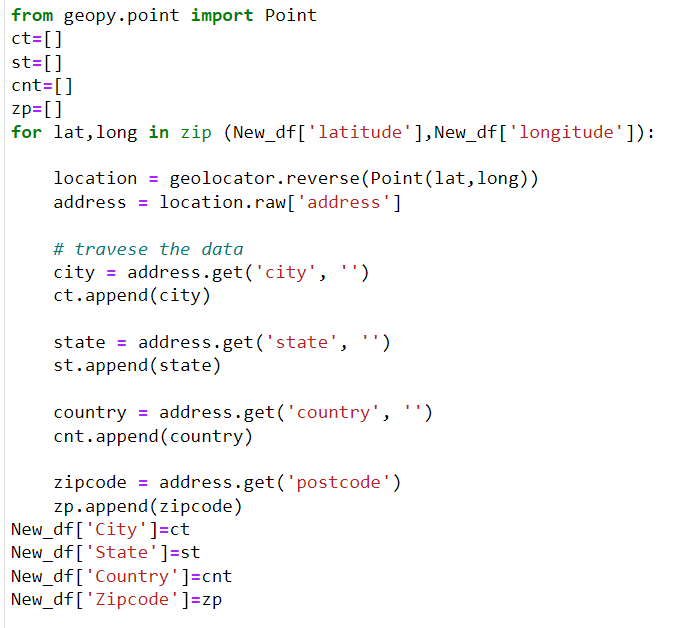 from geopy.point import Point
ct=[]
st=[]
cnt=[]
zp=[]
for lat,long in zip (New_df['latitude'],New_df['longitude']):
location = geolocator.reverse(Point(lat,long))
address = location.raw['address']
# travese the data
city = address.get('city', '')
ct.append(city)
state = address.get('state', '')
st.append(state)
country = address.get('country', '')
cnt.append(country)
zipcode = address.get('postcode')
zp.append(zipcode)
New_df['City']=ct
New_df['State']=st
New_df['Country']=cnt
New_df['Zipcode']=zp